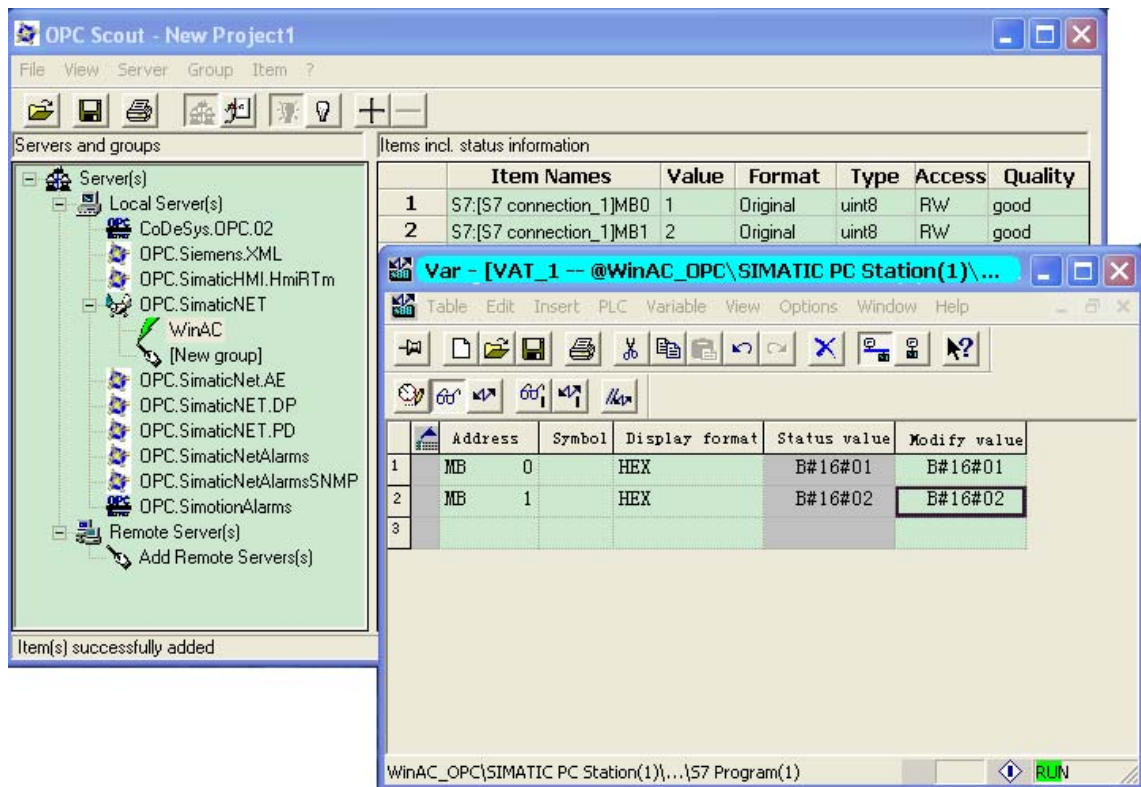 OPC Scout - New Project1
File View Server Group Item ?
Servers and groups
Items incl. status information
Server(s)
Local Server(s)
CoDeSys.OPC.02
OPC.Siemens.XML
OPC.SimaticHMI.HmiRTm
OPC.SimaticNET
WinAC
[New group]
OPC.SimaticNet.AE
OPC.SimaticNET.DP
OPC.SimaticNET.PD
OPC.SimaticNetAlarms
OPC.SimaticNetAlarmsSNMP
OPC.SimotionAlarms
Remote Server(s)
Add Remote Servers(s)
Item(s) successfully added
Item Names Value Format Type Access Quality
1 S7:[S7 connection_1]MB0 1 Original uint8 RW good
2 S7:[S7 connection_1]MB1 2 Original uint8 RW good
Var - [VAT_1 -- @WinAC_OPC\SIMATIC PC Station(1)\...
Table Edit Insert PLC Variable View Options Window Help
Address Symbol Display format Status value Modify value
1 MB 0 HEX B#16#01 B#16#01
2 MB 1 HEX B#16#02 B#16#02
3
WinAC_OPC\SIMATIC PC Station(1)\...\S7 Program(1) RUN